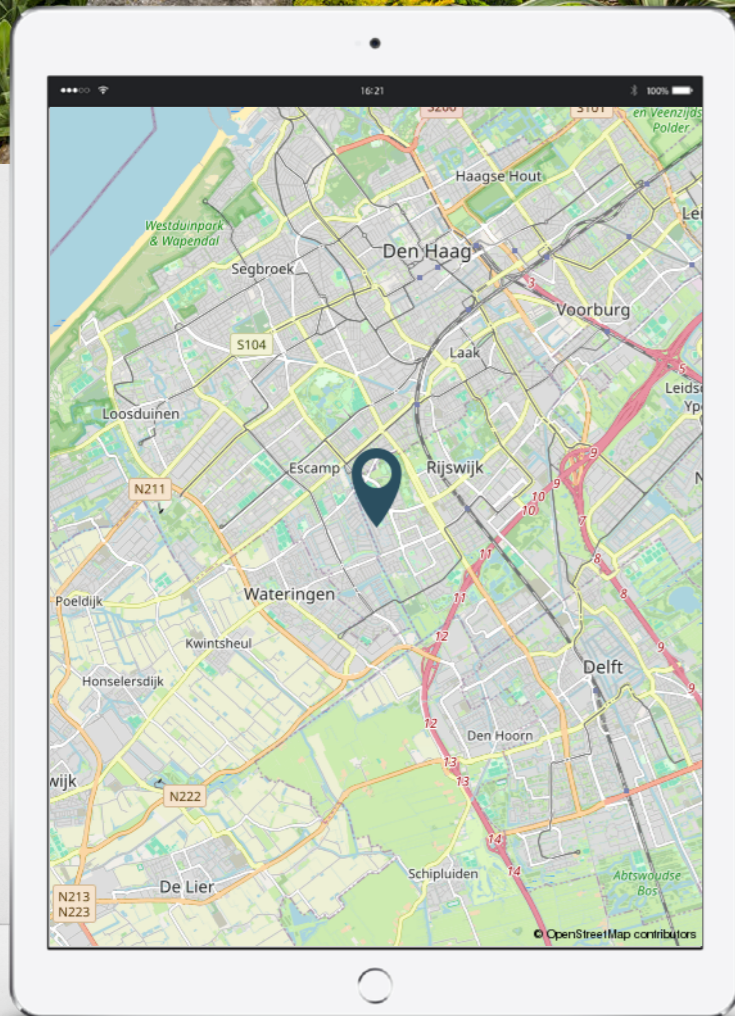 16:21
100%
S200
S101
en Veenzijds
Polder
Haagse Hout
Westduinpark
& Wapendal
Den Haag
Segbroek
3
Voorburg
S104
Laak
5
Leids
Yp
Loosduinen
9
Escamp
Rijswijk
N211
9
10
10
7
11
8
Wateringen
11
8
Poeldijk
12
Kwintsheul
9
Delft
Honselersdijk
9
12
Den Hoorn
13
wijk
13
N222
14
Schipluiden
14
Abtswoudse
Bos
De Lier
N213
N223
© OpenStreetMap contributors